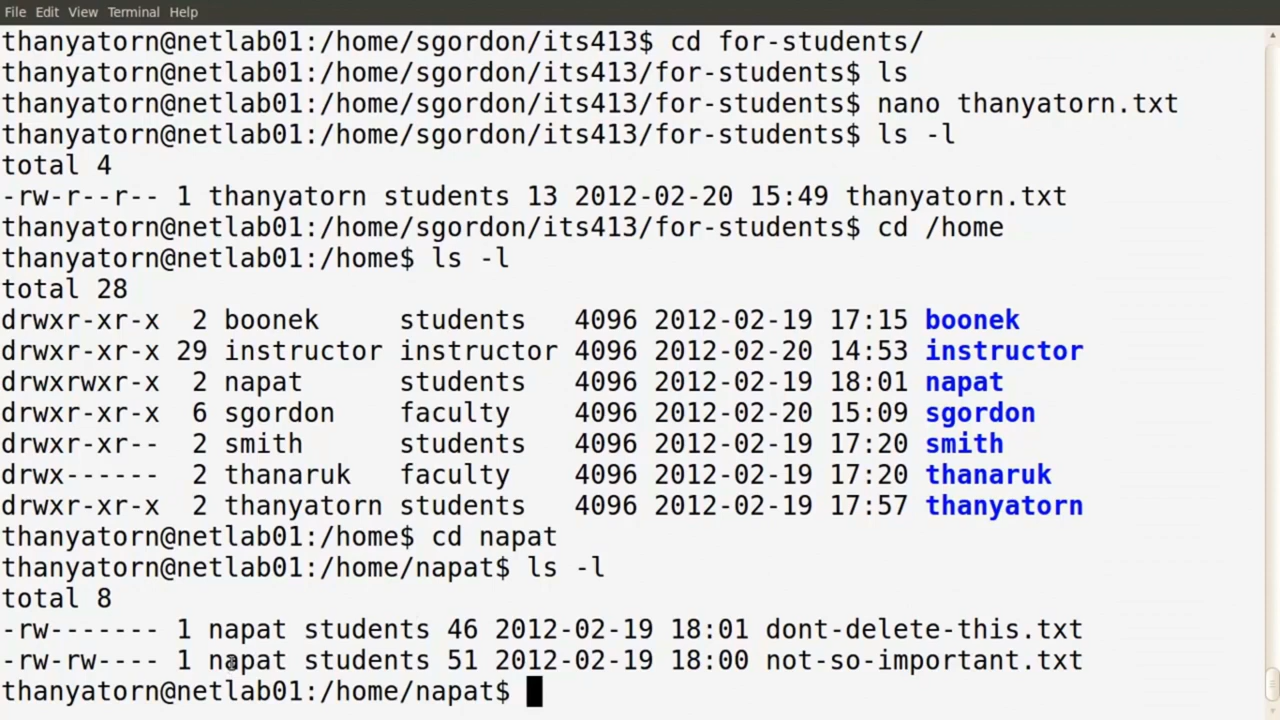 File Edit View Terminal Help
thanyatorn@netlab01:/home/sgordon/its413$ cd for-students/
thanyatorn@netlab01:/home/sgordon/its413/for-students$ ls
thanyatorn@netlab01:/home/sgordon/its413/for-students$ nano thanyatorn.txt
thanyatorn@netlab01:/home/sgordon/its413/for-students$ ls -l
total 4
-rw-r--r-- 1 thanyatorn students 13 2012-02-20 15:49 thanyatorn.txt
thanyatorn@netlab01:/home/sgordon/its413/for-students$ cd /home
thanyatorn@netlab01:/home$ ls -l
total 28
drwxr-xr-x  2 boonek     students   4096 2012-02-19 17:15 boonek
drwxr-xr-x 29 instructor instructor 4096 2012-02-20 14:53 instructor
drwxrwxr-x  2 napat      students   4096 2012-02-19 18:01 napat
drwxr-xr-x  6 sgordon    faculty    4096 2012-02-20 15:09 sgordon
drwxr-xr--  2 smith      students   4096 2012-02-19 17:20 smith
drwx------  2 thanaruk   faculty    4096 2012-02-19 17:20 thanaruk
drwxr-xr-x  2 thanyatorn students   4096 2012-02-19 17:57 thanyatorn
thanyatorn@netlab01:/home$ cd napat
thanyatorn@netlab01:/home/napat$ ls -l
total 8
-rw------- 1 napat students 46 2012-02-19 18:01 dont-delete-this.txt
-rw-rw---- 1 napat students 51 2012-02-19 18:00 not-so-important.txt
thanyatorn@netlab01:/home/napat$